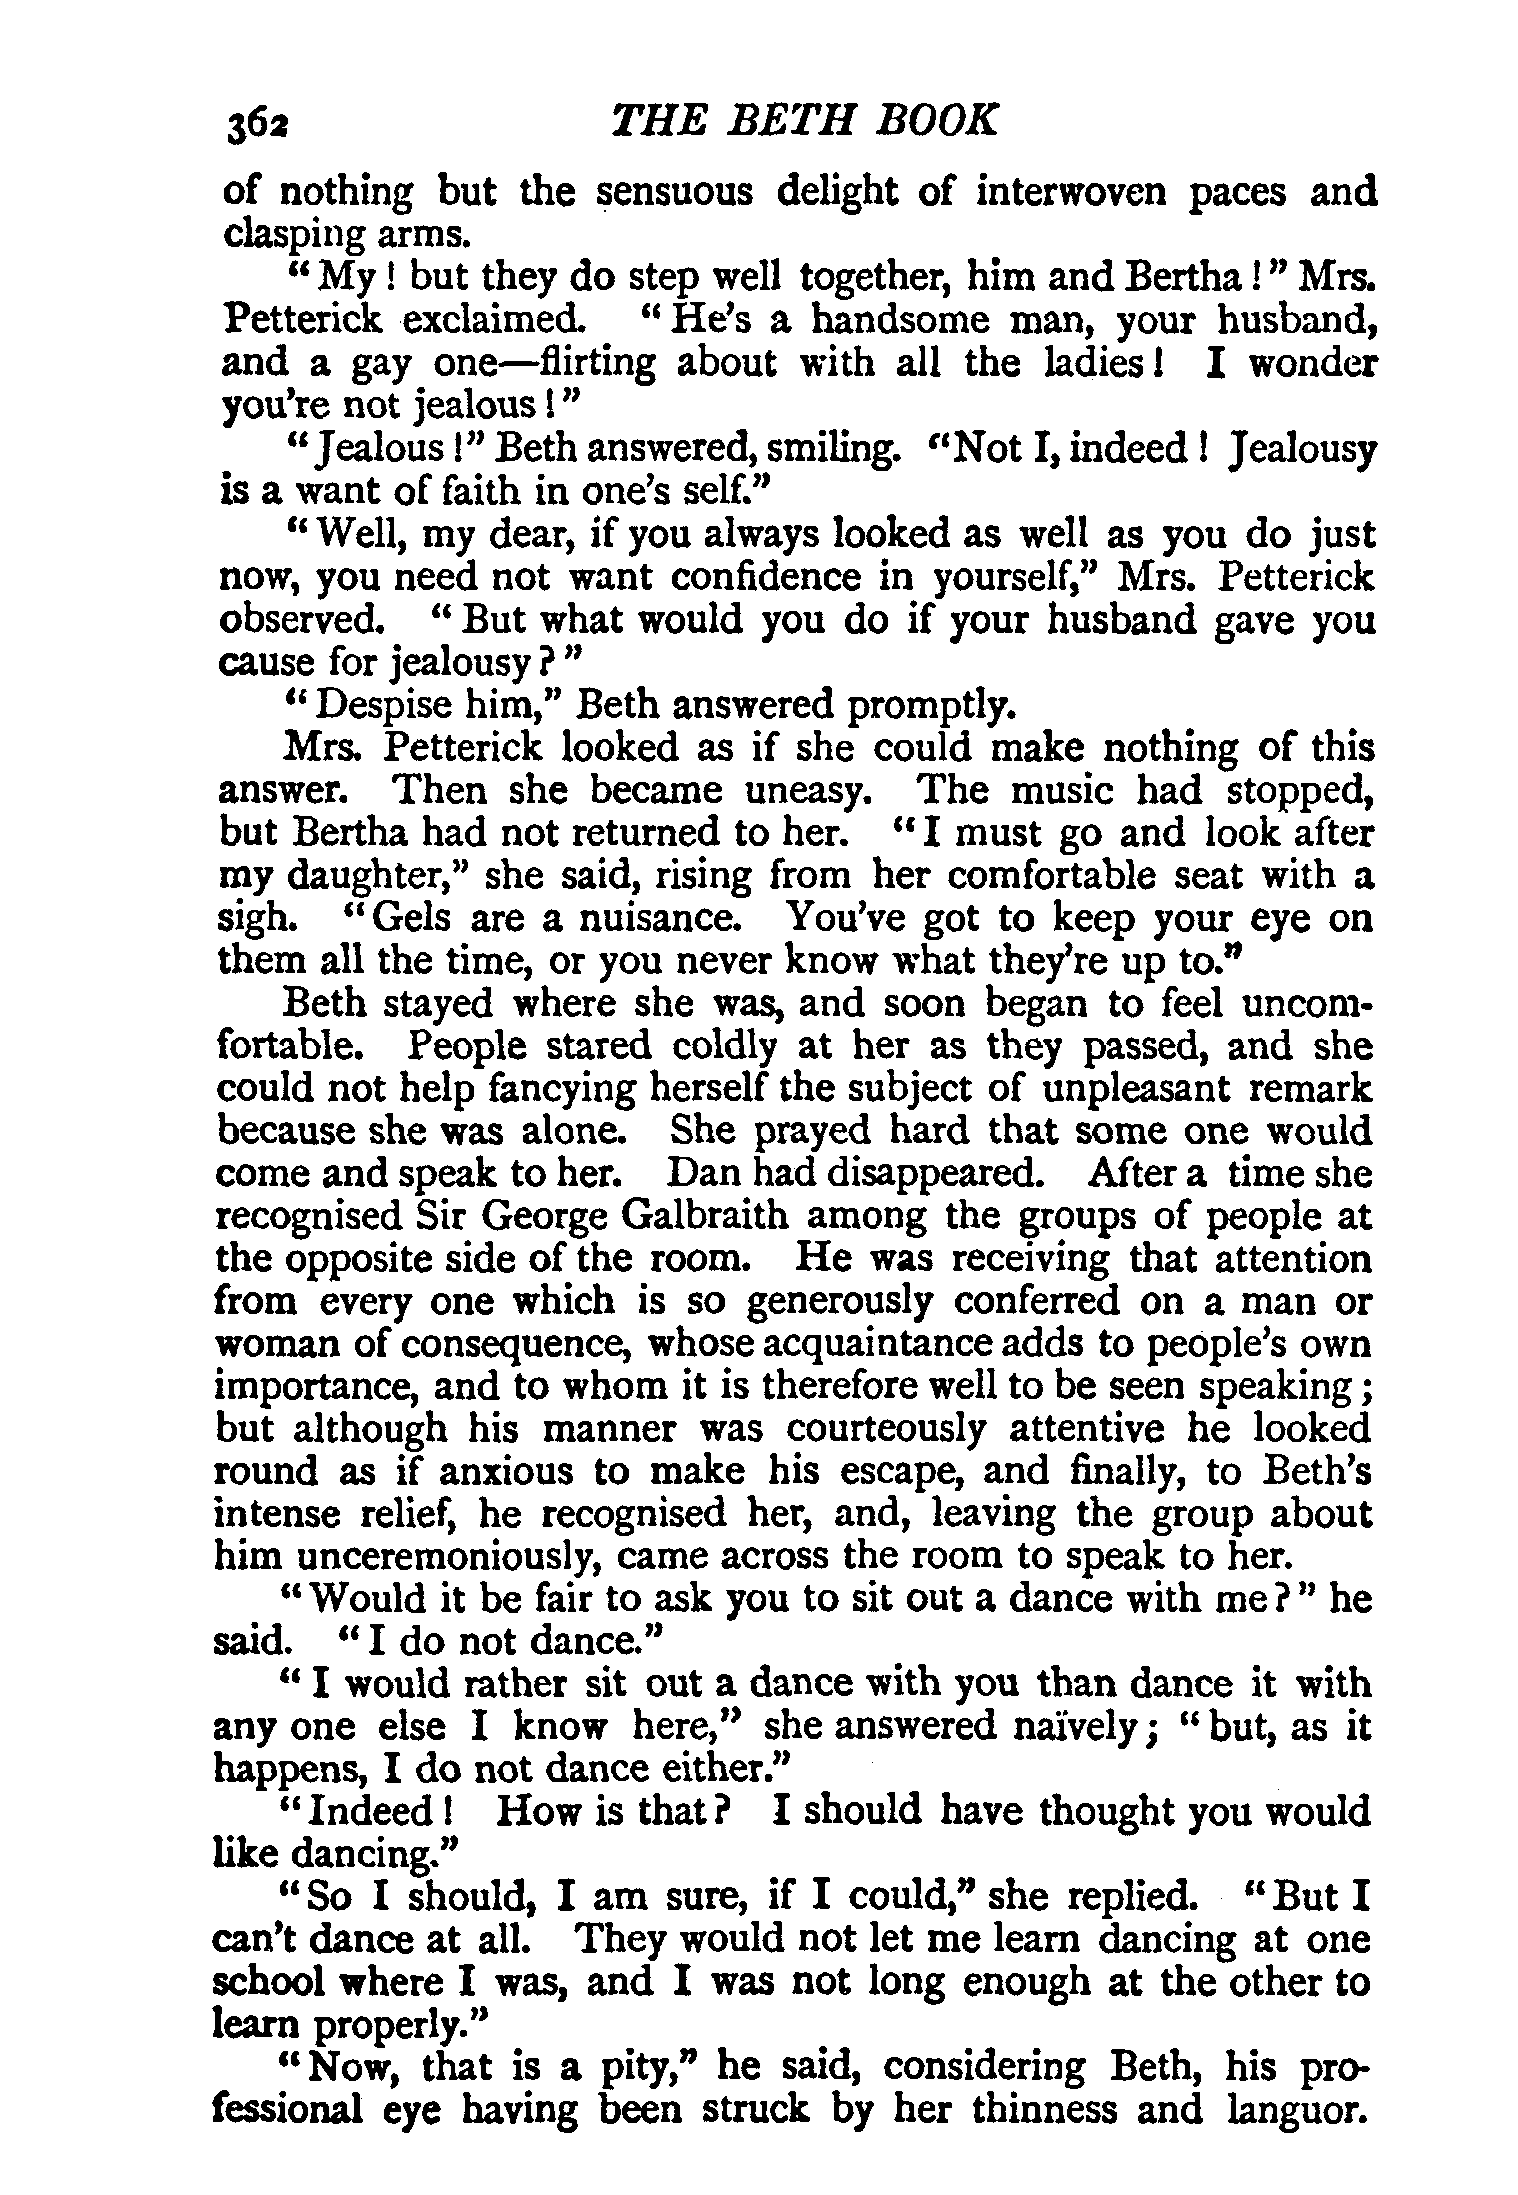 362 THE BETH BOOK
of nothing but the sensuous delight of interwoven paces and
clasping arms.
“ My ! but they do step well together, him and Bertha ! ” Mrs.
Petterick exclaimed. “ He’s a handsome man, your husband,
and a gay one—flirting about with all the ladies ! I wonder
you’re not jealous ! ”
“ Jealous !” Beth answered, smiling. “Not I, indeed ! Jealousy
is a want of faith in one’s self.”
“ Well, my dear, if you always looked as well as you do just
now, you need not want confidence in yourself,” Mrs. Petterick
observed. “ But what would you do if your husband gave you
cause for jealousy ? ”
“ Despise him,” Beth answered promptly.
Mrs. Petterick looked as if she could make nothing of this
answer. Then she became uneasy. The music had stopped,
but Bertha had not returned to her. “ I must go and look after
my daughter,” she said, rising from her comfortable seat with a
sigh. “Gels are a nuisance. You’ve got to keep your eye on
them all the time, or you never know what they’re up to.”
Beth stayed where she was, and soon began to feel uncom-
fortable. People stared coldly at her as they passed, and she
could not help fancying herself the subject of unpleasant remark
because she was alone. She prayed hard that some one would
come and speak to her. Dan had disappeared. After a time she
recognised Sir George Galbraith among the groups of people at
the opposite side of the room. He was receiving that attention
from every one which is so generously conferred on a man or
woman of consequence, whose acquaintance adds to people’s own
importance, and to whom it is therefore well to be seen speaking ;
but although his manner was courteously attentive he looked
round as if anxious to make his escape, and finally, to Beth’s
intense relief, he recognised her, and, leaving the group about
him unceremoniously, came across the room to speak to her.
“ Would it be fair to ask you to sit out a dance with me ? ” he
said. “ I do not dance.”
“ I would rather sit out a dance with you than dance it with
any one else I know here,” she answered naïvely ; “ but, as it
happens, I do not dance either.”
“ Indeed ! How is that ? I should have thought you would
like dancing.”
“ So I should, I am sure, if I could,” she replied. “ But I
can’t dance at all. They would not let me learn dancing at one
school where I was, and I was not long enough at the other to
learn properly.”
“ Now, that is a pity,” he said, considering Beth, his pro-
fessional eye having been struck by her thinness and languor.